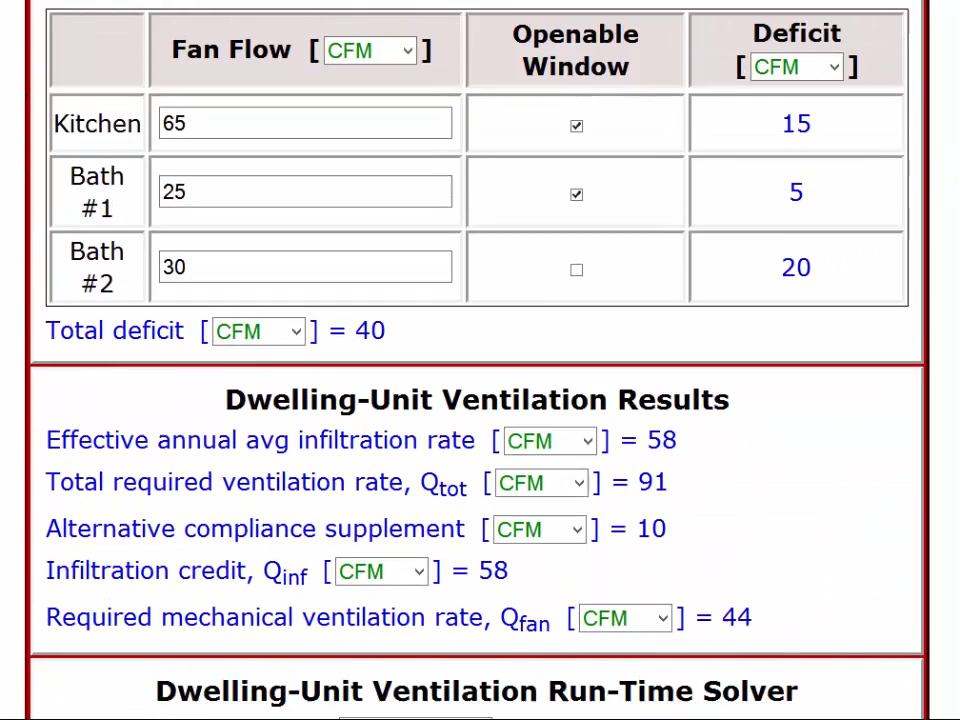 Fan Flow [ CFM ]
Openable Window
Deficit [ CFM ]
Kitchen 65 15
Bath #1 25 5
Bath #2 30 20
Total deficit [ CFM ] = 40
Dwelling-Unit Ventilation Results
Effective annual avg infiltration rate [ CFM ] = 58
Total required ventilation rate, Qtot [ CFM ] = 91
Alternative compliance supplement [ CFM ] = 10
Infiltration credit, Qinf [ CFM ] = 58
Required mechanical ventilation rate, Qfan [ CFM ] = 44
Dwelling-Unit Ventilation Run-Time Solver